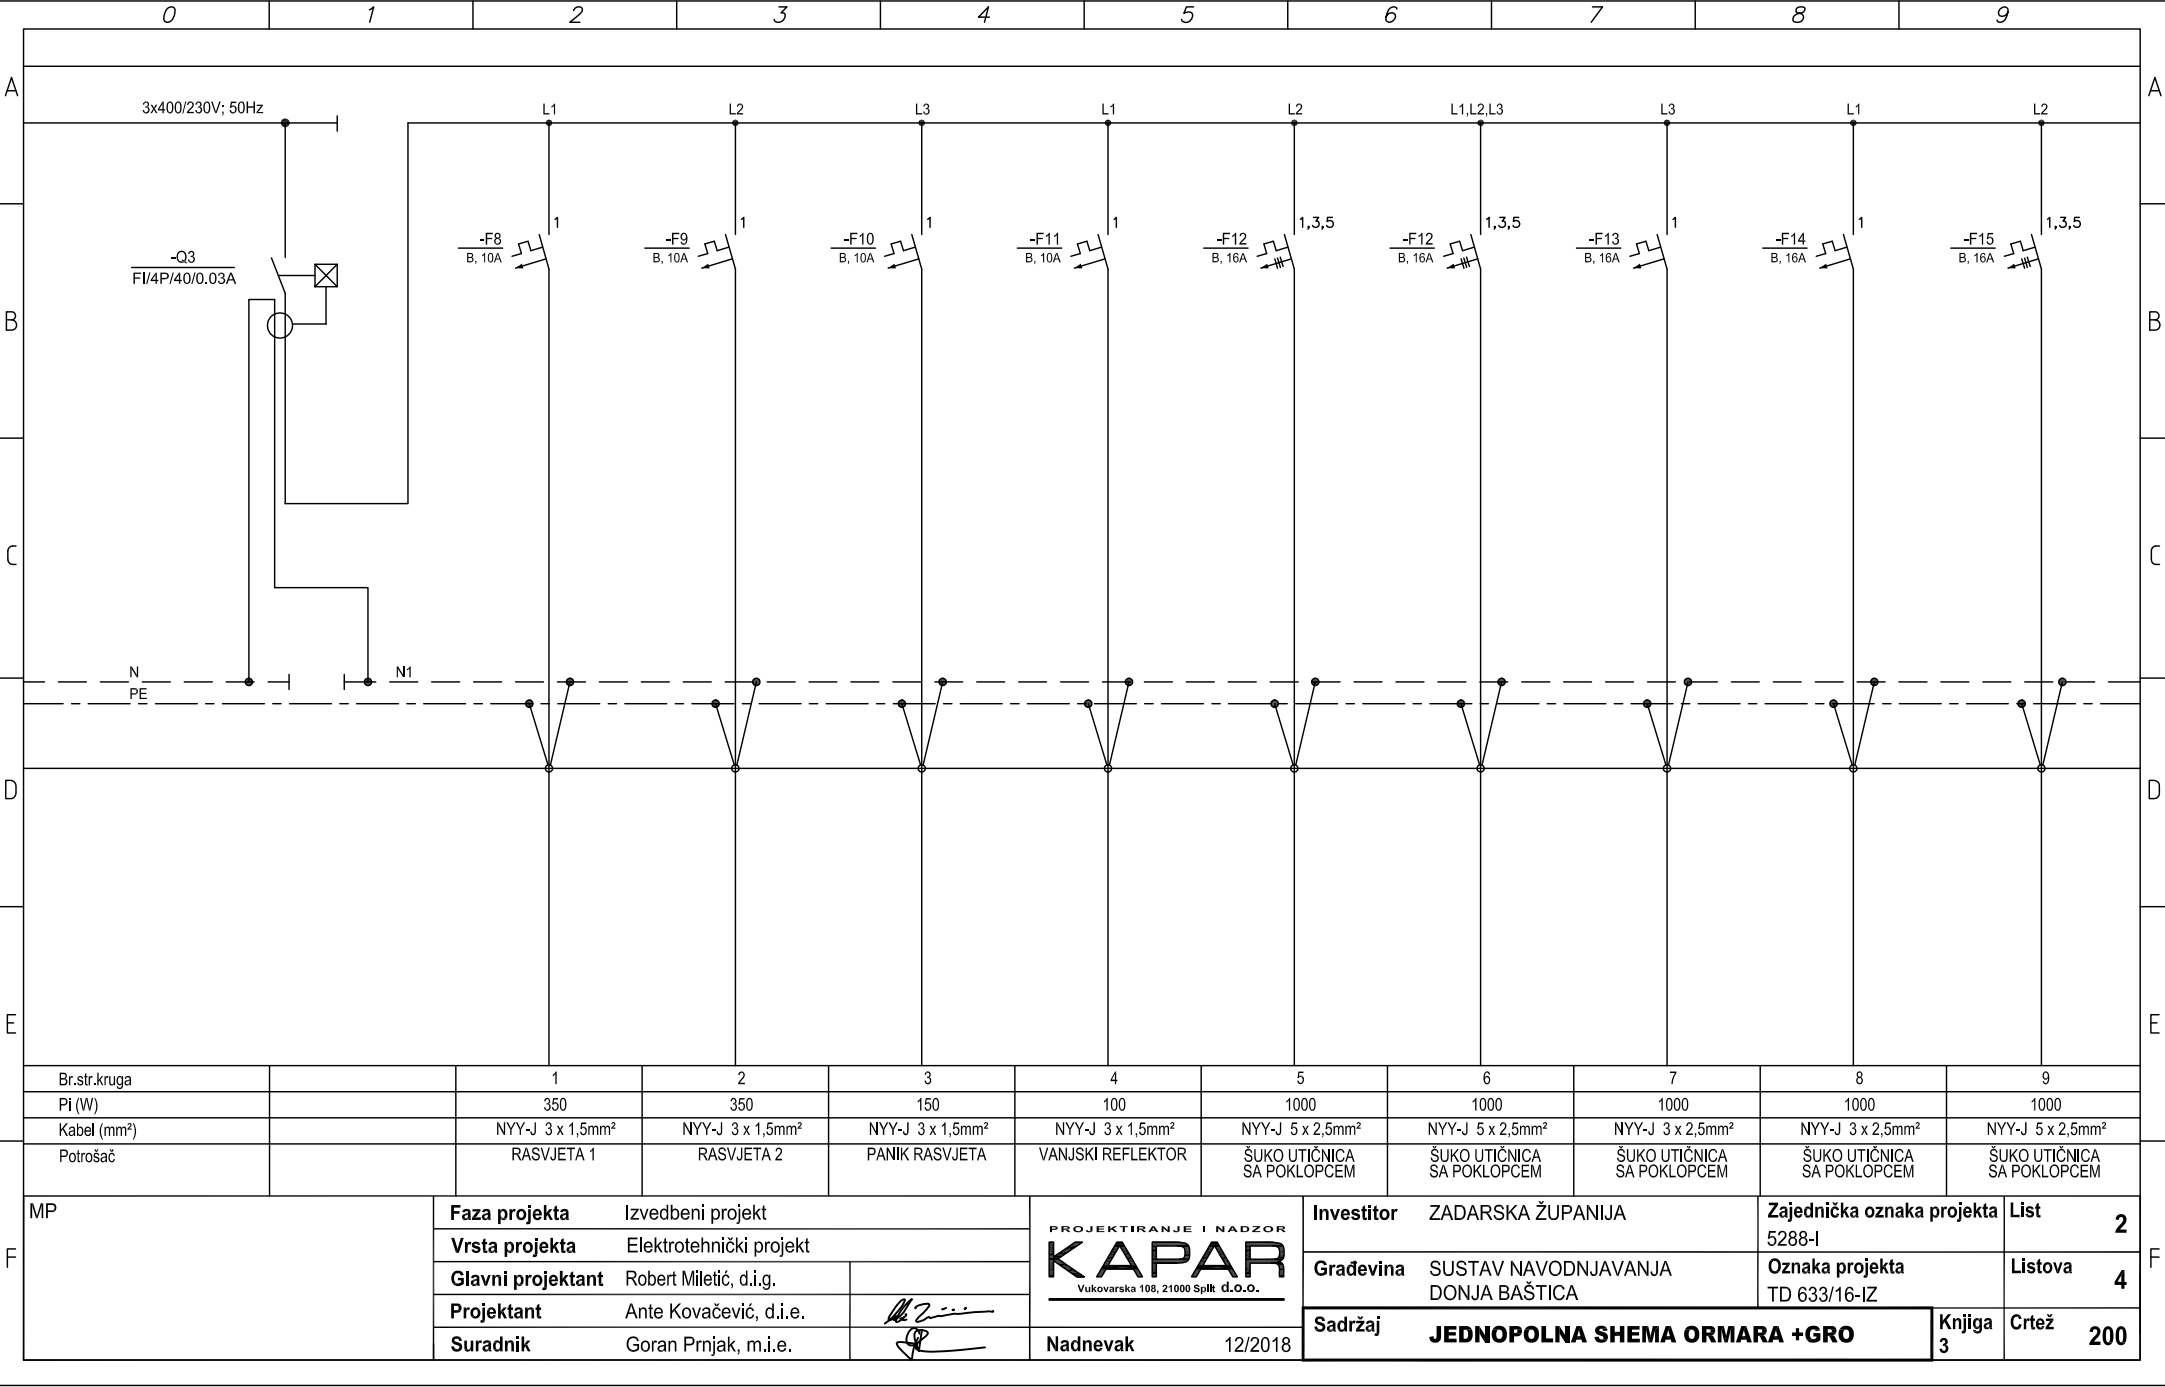 0 1 2 3 4 5 6 7 8 9
A A
3x400/230V; 50Hz L1 L2 L3 L1 L2 L1,L2,L3 L3 L1 L2
1 1 1 1 1,3,5 1,3,5 1 1 1,3,5
-F8 -F9 -F10 -F11 -F12 -F12 -F13 -F14 -F15
B, 10A B, 10A B, 10A B, 10A B, 16A B, 16A B, 16A B, 16A B, 16A
-Q3
FI/4P/40/0.03A
B B
C C
N N1
PE
D D
E E
Br.str.kruga 1 2 3 4 5 6 7 8 9
Pi (W) 350 350 150 100 1000 1000 1000 1000 1000
Kabel (mm²) NYY-J 3 x 1,5mm² NYY-J 3 x 1,5mm² NYY-J 3 x 1,5mm² NYY-J 3 x 1,5mm² NYY-J 5 x 2,5mm² NYY-J 5 x 2,5mm² NYY-J 3 x 2,5mm² NYY-J 3 x 2,5mm² NYY-J 5 x 2,5mm²
Potrošač RASVJETA 1 RASVJETA 2 PANIK RASVJETA VANJSKI REFLEKTOR ŠUKO UTIČNICA ŠUKO UTIČNICA ŠUKO UTIČNICA ŠUKO UTIČNICA ŠUKO UTIČNICA
SA POKLOPCEM SA POKLOPCEM SA POKLOPCEM SA POKLOPCEM SA POKLOPCEM
F F
MP
Faza projekta Izvedbeni projekt
Vrsta projekta Elektrotehnički projekt
Glavni projektant Robert Miletić, d.i.g.
Projektant Ante Kovačević, d.i.e.
Suradnik Goran Prnjak, m.i.e.
PROJEKTIRANJE I NADZOR
KAPAR
Vukovarska 108, 21000 Split d.o.o.
Nadnevak 12/2018
Investitor ZADARSKA ŽUPANIJA
Građevina SUSTAV NAVODNJAVANJA
DONJA BAŠTICA
Sadržaj JEDNOPOLNA SHEMA ORMARA +GRO
Zajednička oznaka projekta
5288-I
Oznaka projekta
TD 633/16-IZ
List 2
Listova 4
Knjiga
3
Crtež 200